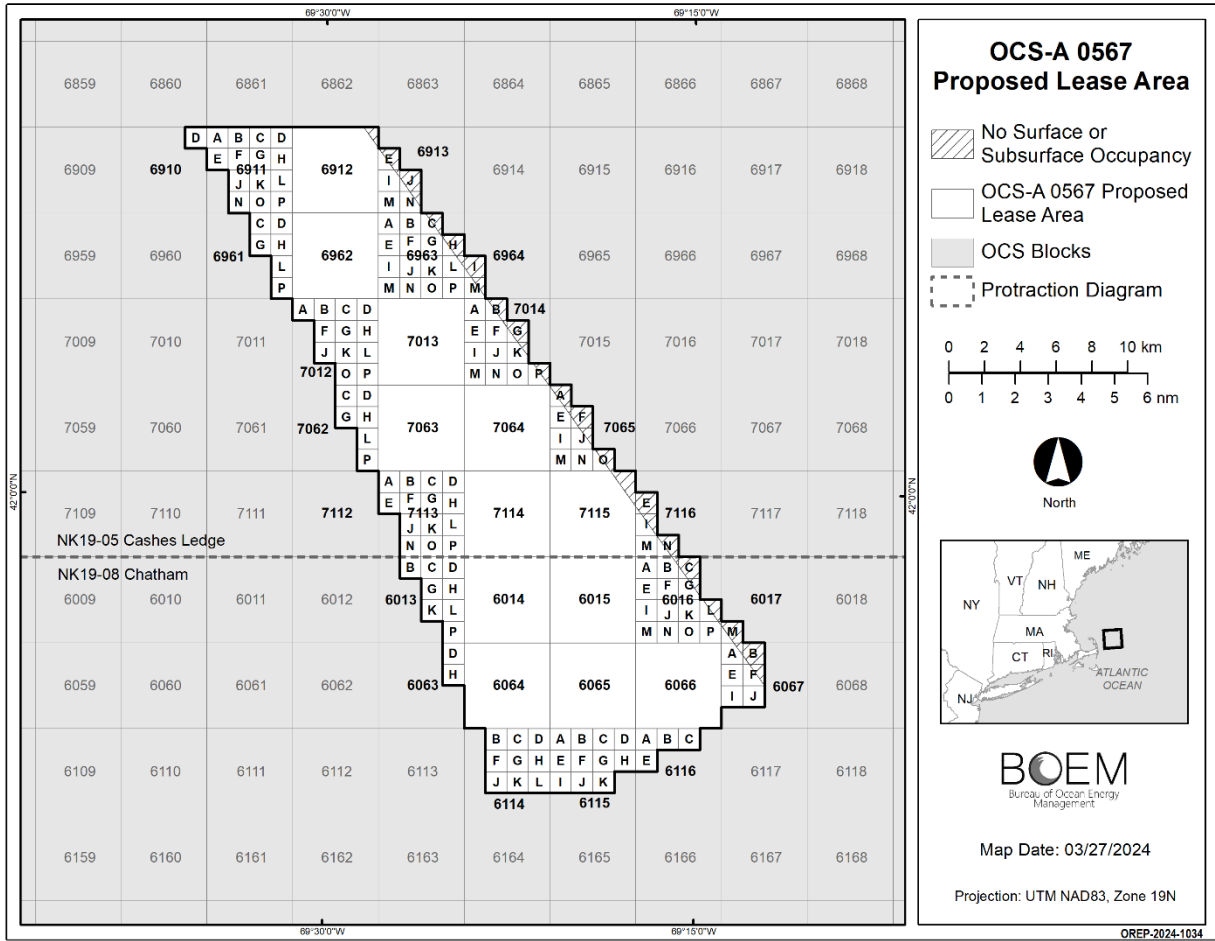 69°30'0"W 69°15'0"W
6859 6860 6861 6862 6863 6864 6865 6866 6867 6868
D A B C D
E F G H E
6909 6910 6911 6912 6913 6914 6915 6916 6917 6918
J K L I J
N O P M N
C D A B C
G H E F G H
6959 6960 6961 6962 6963 6964 6965 6966 6967 6968
L I J K L I
P M N O P M
A B C D A B 7014
F G H E F G
7009 7010 7011 7013 7015 7016 7017 7018
J K L I J K
7012 O P M N O P
C D A
G H E F
7059 7060 7061 7062 7063 7064 7065 7066 7067 7068
L I J
P M N O
42°0'0"N 42°0'0"N
A B C D
E F G H E
7109 7110 7111 7112 7113 7114 7115 7116 7117 7118
J K L I
N O P M N
NK19-05 Cashes Ledge
NK19-08 Chatham
B C D A B C
G H E F G
6009 6010 6011 6012 6013 6014 6015 6016 6017 6018
K L I J K L
P M N O P M
D A B
H E F
6059 6060 6061 6062 6063 6064 6065 6066 6067 6068
I J
B C D A B C D A B C
F G H E F G H E
6109 6110 6111 6112 6113 6116 6117 6118
J K L I J K
6114 6115
6159 6160 6161 6162 6163 6164 6165 6166 6167 6168
69°30'0"W 69°15'0"W
OCS-A 0567
Proposed Lease Area
No Surface or
Subsurface Occupancy
OCS-A 0567 Proposed
Lease Area
OCS Blocks
Protraction Diagram
0 2 4 6 8 10 km
0 1 2 3 4 5 6 nm
North
ME
VT
NH
NY
MA
CT RI
NJ
ATLANTIC
OCEAN
BOEM
Bureau of Ocean Energy
Management
Map Date: 03/27/2024
Projection: UTM NAD83, Zone 19N
OREP-2024-1034